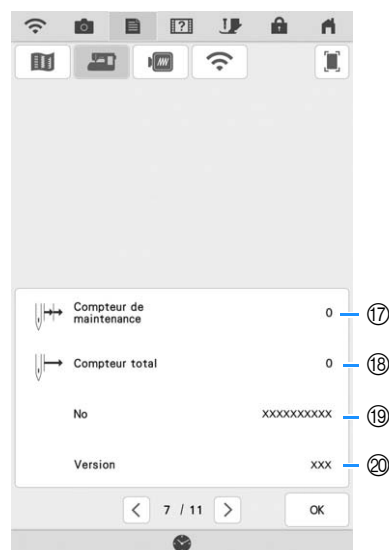 Compteur de
maintenance
0
⑰
Compteur total
0
⑱
No
XXXXXXXXXX
⑲
Version
XXX
⑳
7 / 11
OK